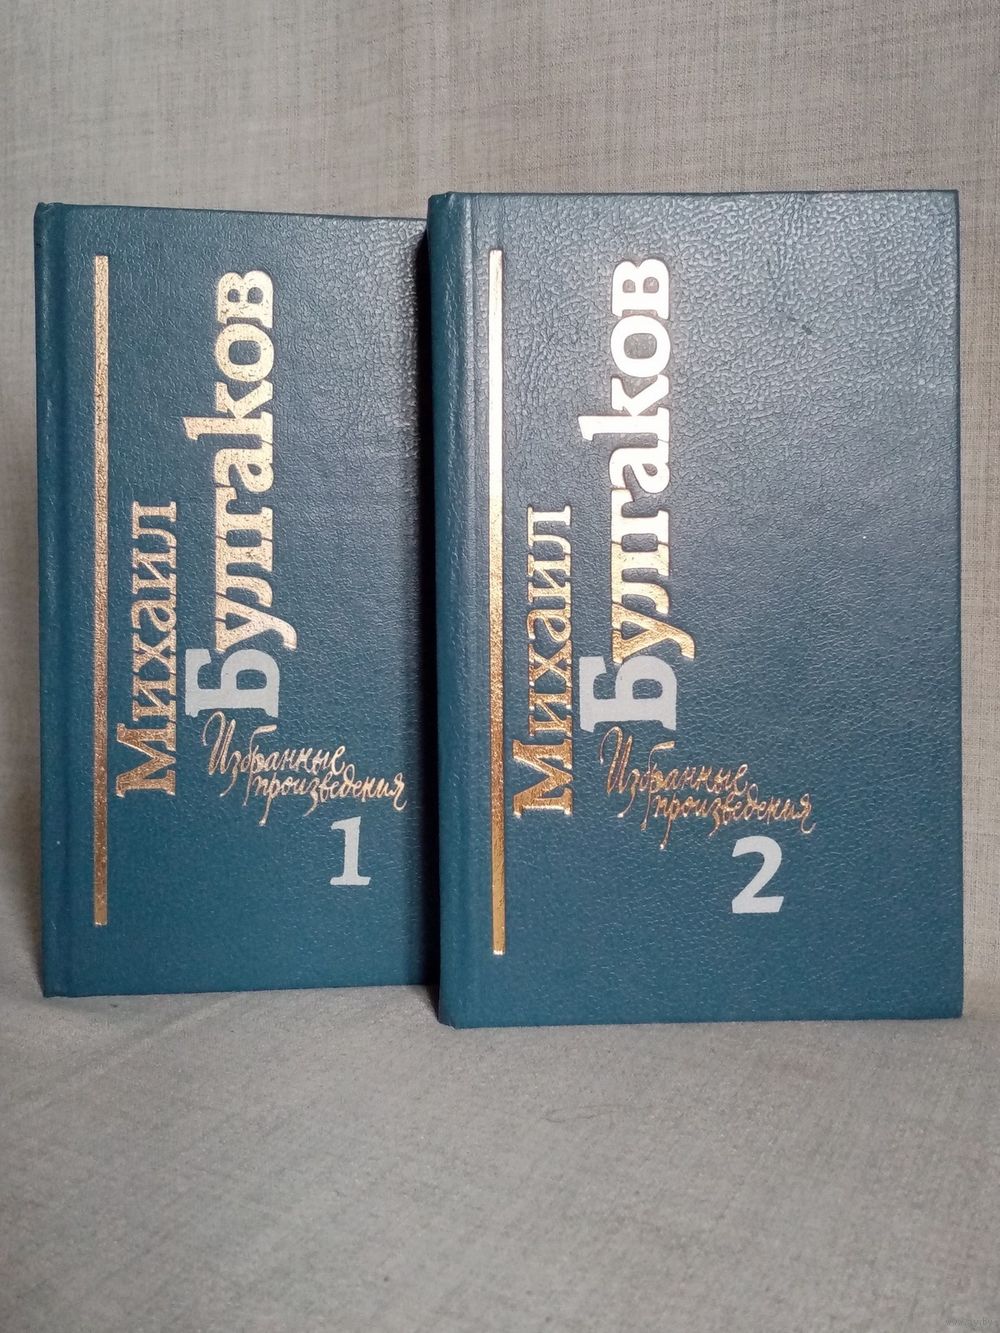 Михаил
Булгаков
Избранные
произведения
1
Михаил
Булгаков
Избранные
произведения
2